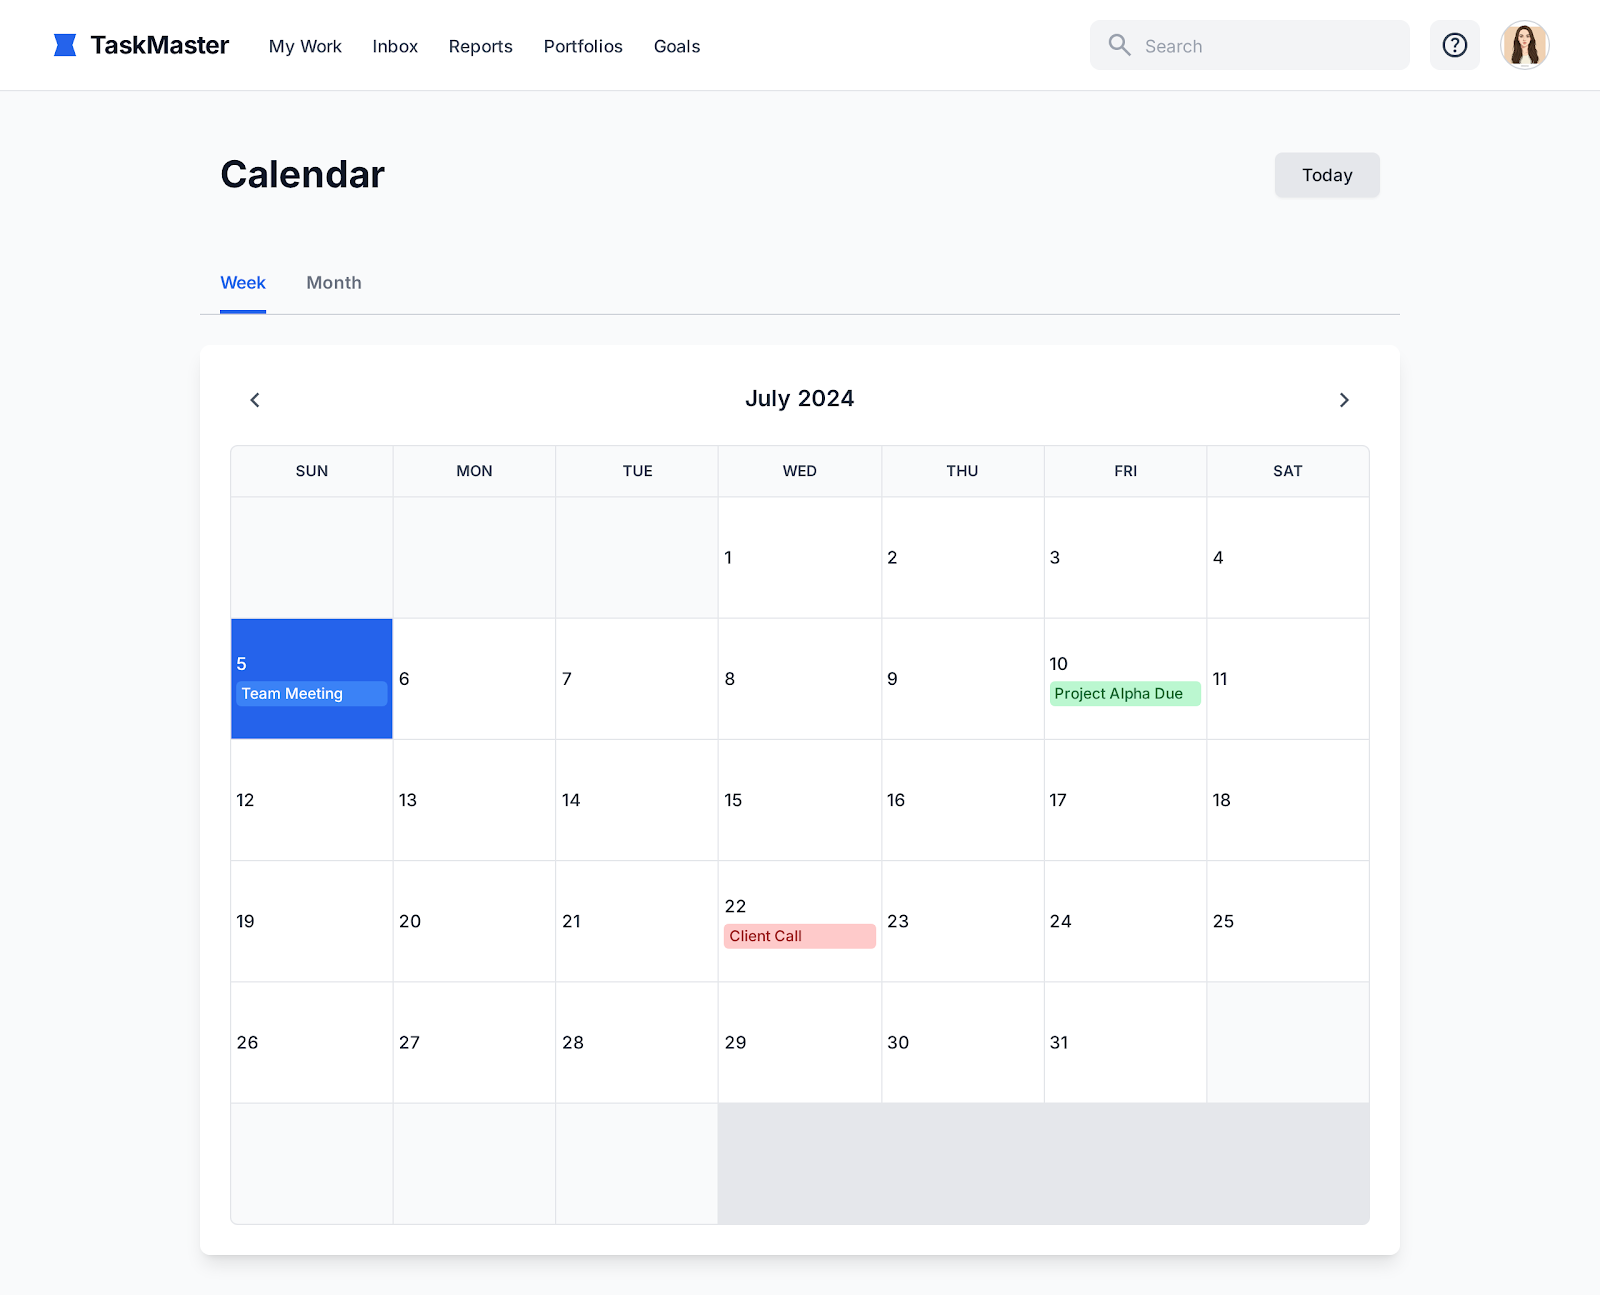 TaskMaster My Work Inbox Reports Portfolios Goals Search
Calendar Today
Week Month
July 2024
SUN MON TUE WED THU FRI SAT
1 2 3 4
5 6 7 8 9 10 11
Team Meeting Project Alpha Due
12 13 14 15 16 17 18
19 20 21 22 23 24 25
Client Call
26 27 28 29 30 31